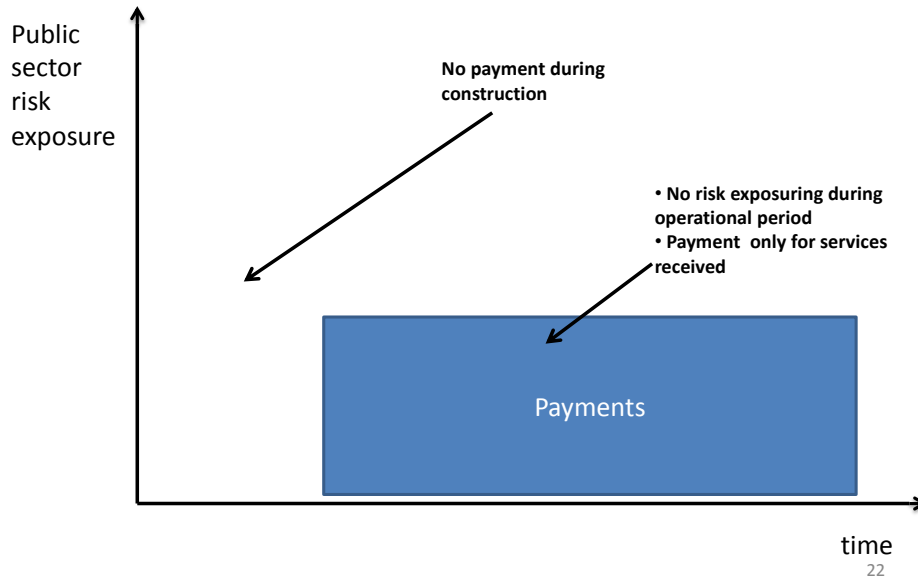 Public
sector
risk
exposure
No payment during
construction
• No risk exposuring during
operational period
• Payment  only for services
received
Payments
time
22